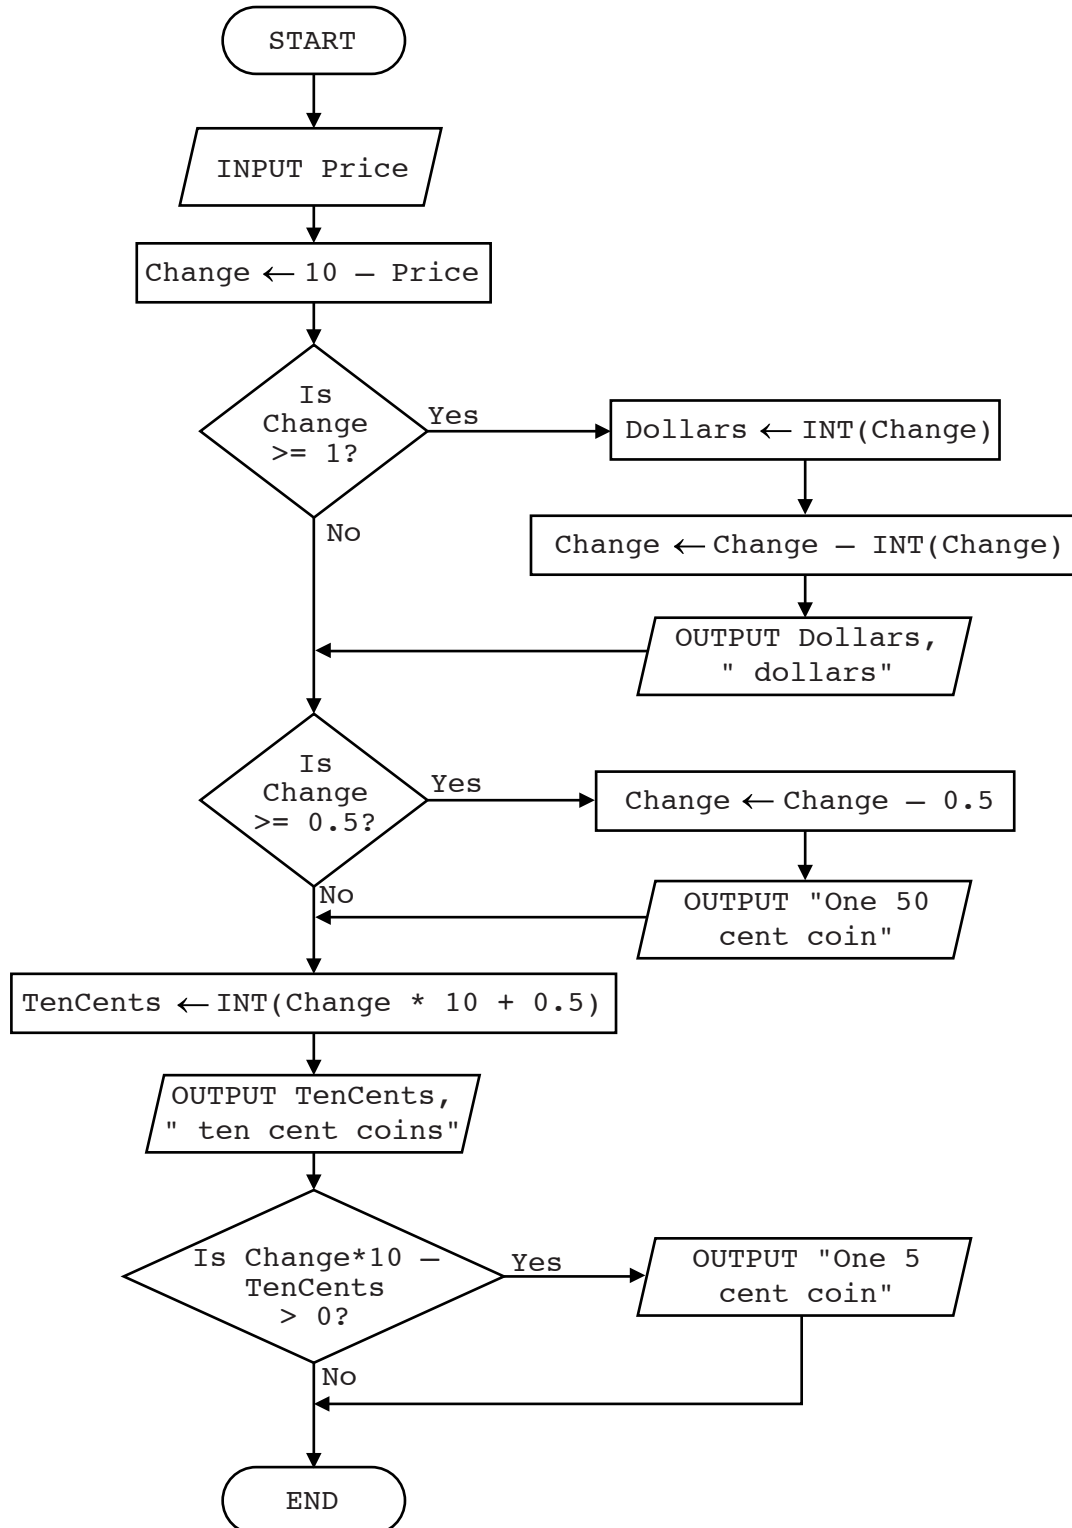 START
INPUT Price
Change ← 10 – Price
Is
Change
>= 1?
Yes
Dollars ← INT(Change)
No
Change ← Change – INT(Change)
OUTPUT Dollars,
" dollars"
Is
Change
>= 0.5?
Yes
Change ← Change – 0.5
No
OUTPUT "One 50
cent coin"
TenCents ← INT(Change * 10 + 0.5)
OUTPUT TenCents,
" ten cent coins"
Is Change*10 –
TenCents
> 0?
Yes
OUTPUT "One 5
cent coin"
No
END